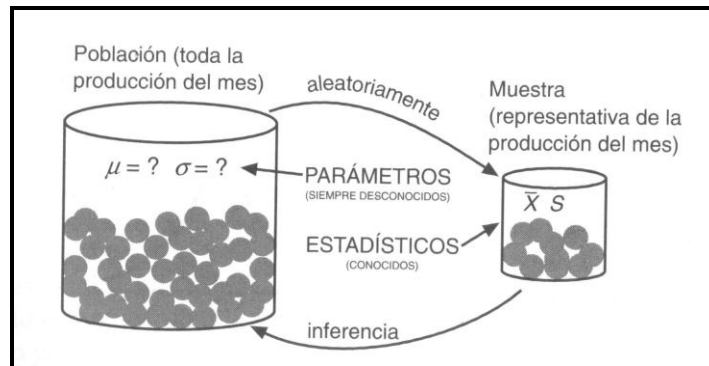 Población (toda la
producción del mes)
aleatoriamente
Muestra
(representativa de la
producción del mes)
μ = ? σ = ?
PARÁMETROS
(SIEMPRE DESCONOCIDOS)
X̅ S
ESTADÍSTICOS
(CONOCIDOS)
inferencia